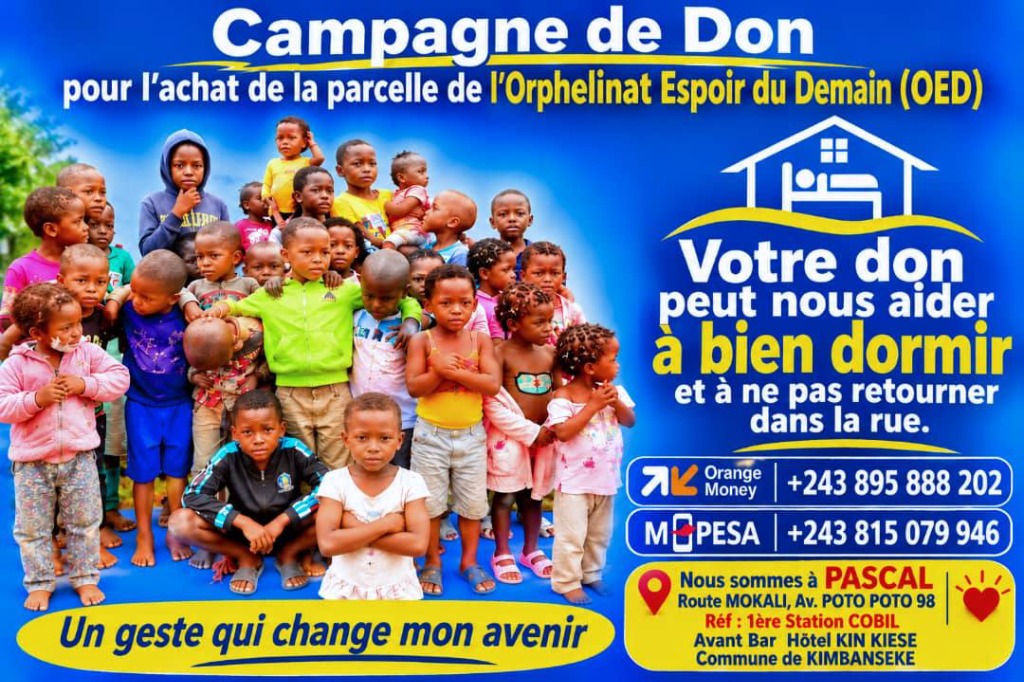 Campagne de Don
pour l'achat de la parcelle de l'Orphelinat Espoir du Demain (OED)
Votre don
peut nous aider
à bien dormir
et à ne pas retourner
dans la rue.
Orange
Money
+243 895 888 202
M PESA
+243 815 079 946
Nous sommes à PASCAL
Route MOKALI, Av. POTO POTO 98
Réf : 1ère Station COBIL
Avant Bar Hôtel KIN KIESE
Commune de KIMBANSEKE
Un geste qui change mon avenir